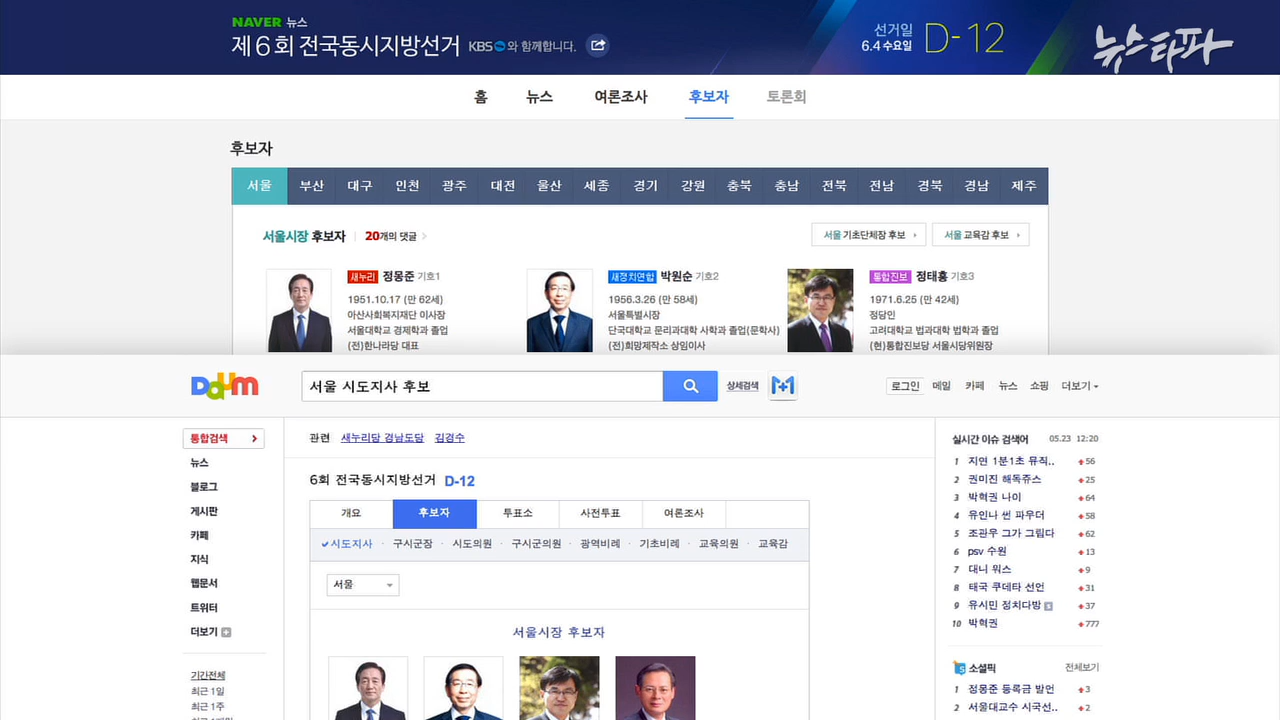 NAVER 뉴스
제6회 전국동시지방선거 KBS와 함께합니다.
선거일
6.4 수요일
D-12
뉴스타파
홈 뉴스 여론조사 후보자 토론회
후보자
서울 부산 대구 인천 광주 대전 울산 세종 경기 강원 충북 충남 전북 전남 경북 경남 제주
서울시장 후보자 20개의 댓글
서울 기초단체장 후보 서울 교육감 후보
새누리 정몽준 기호1
1951.10.17 (만 62세)
아산사회복지재단 이사장
서울대학교 경제학과 졸업
(전)한나라당 대표
새정치연합 박원순 기호2
1956.3.26 (만 58세)
서울특별시장
단국대학교 문리과대학 사학과 졸업(문학사)
(전)희망제작소 상임이사
통합진보 정태흥 기호3
1971.6.25 (만 42세)
정당인
고려대학교 법과대학 법학과 졸업
(현)통합진보당 서울시당위원장
Daum
서울 시도지사 후보
상세검색
로그인 메일 카페 뉴스 쇼핑 더보기
통합검색
뉴스
블로그
게시판
카페
지식
웹문서
트위터
더보기
기간전체
최근 1일
최근 1주
관련 새누리당 경남도당 김경수
6회 전국동시지방선거 D-12
개요 후보자 투표소 사전투표 여론조사
시도지사 · 구시군장 · 시도의원 · 구시군의원 · 광역비례 · 기초비례 · 교육의원 · 교육감
서울
서울시장 후보자
실시간 이슈 검색어 05.23 12:20
1 지연 1분1초 뮤직.. 56
2 권미진 해독쥬스 25
3 박혁권 나이 64
4 유인나 썬 파우더 58
5 조관우 그가 그립다 62
6 psv 수원 13
7 대니 워스 9
8 태국 쿠데타 선언 31
9 유시민 정치다방 37
10 박혁권 777
소셜픽 전체보기
1 정몽준 등록금 발언 3
2 서울대교수 시국선.. 2